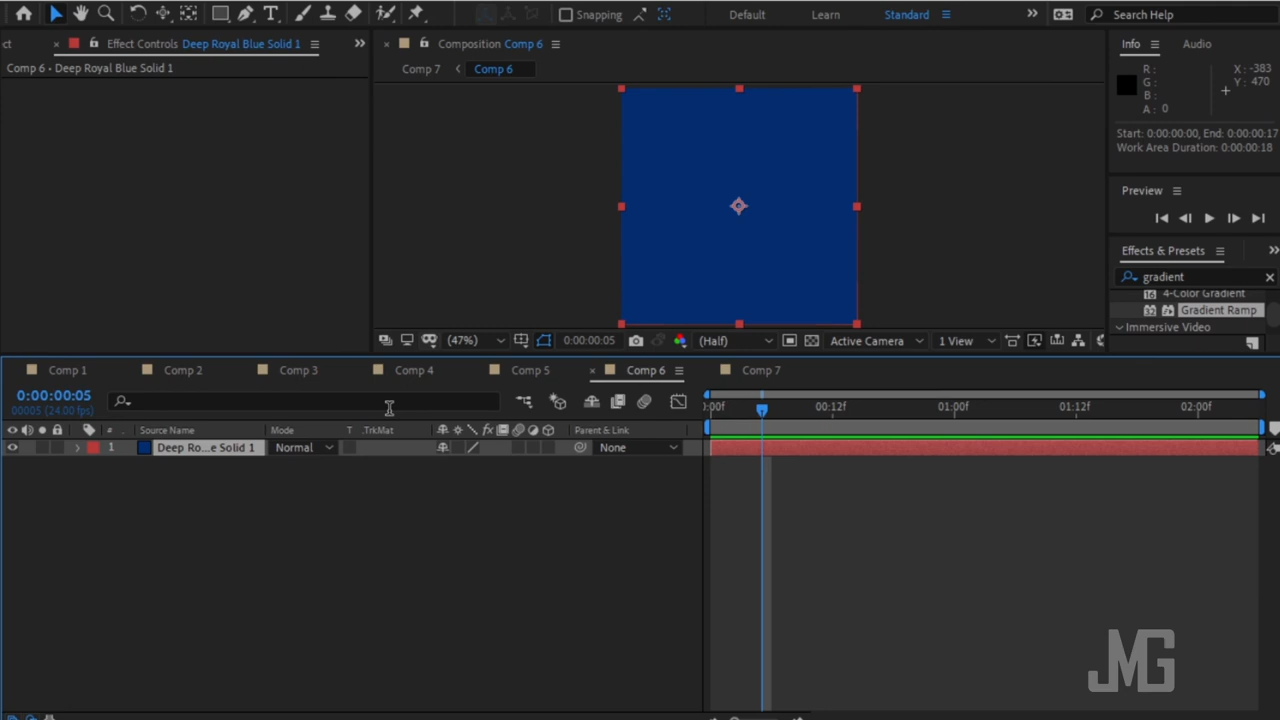 Snapping
Default
Learn
Standard
Search Help
ct
Effect Controls Deep Royal Blue Solid 1
Composition Comp 6
Info
Audio
Comp 6 - Deep Royal Blue Solid 1
Comp 7
Comp 6
R :
G :
B :
A : 0
X: -383
Y: 470
Start: 0:00:00:00, End: 0:00:00:17
Work Area Duration: 0:00:00:18
Preview
Effects & Presets
gradient
4-Color Gradient
Gradient Ramp
Immersive Video
(47%)
0:00:00:05
(Half)
Active Camera
1 View
Comp 1
Comp 2
Comp 3
Comp 4
Comp 5
Comp 6
Comp 7
0:00:00:05
00005 (24.00 fps)
:00f
00:12f
01:00f
01:12f
02:00f
#
Source Name
Mode
T .TrkMat
Parent & Link
1
Deep Ro...e Solid 1
Normal
None
JMG